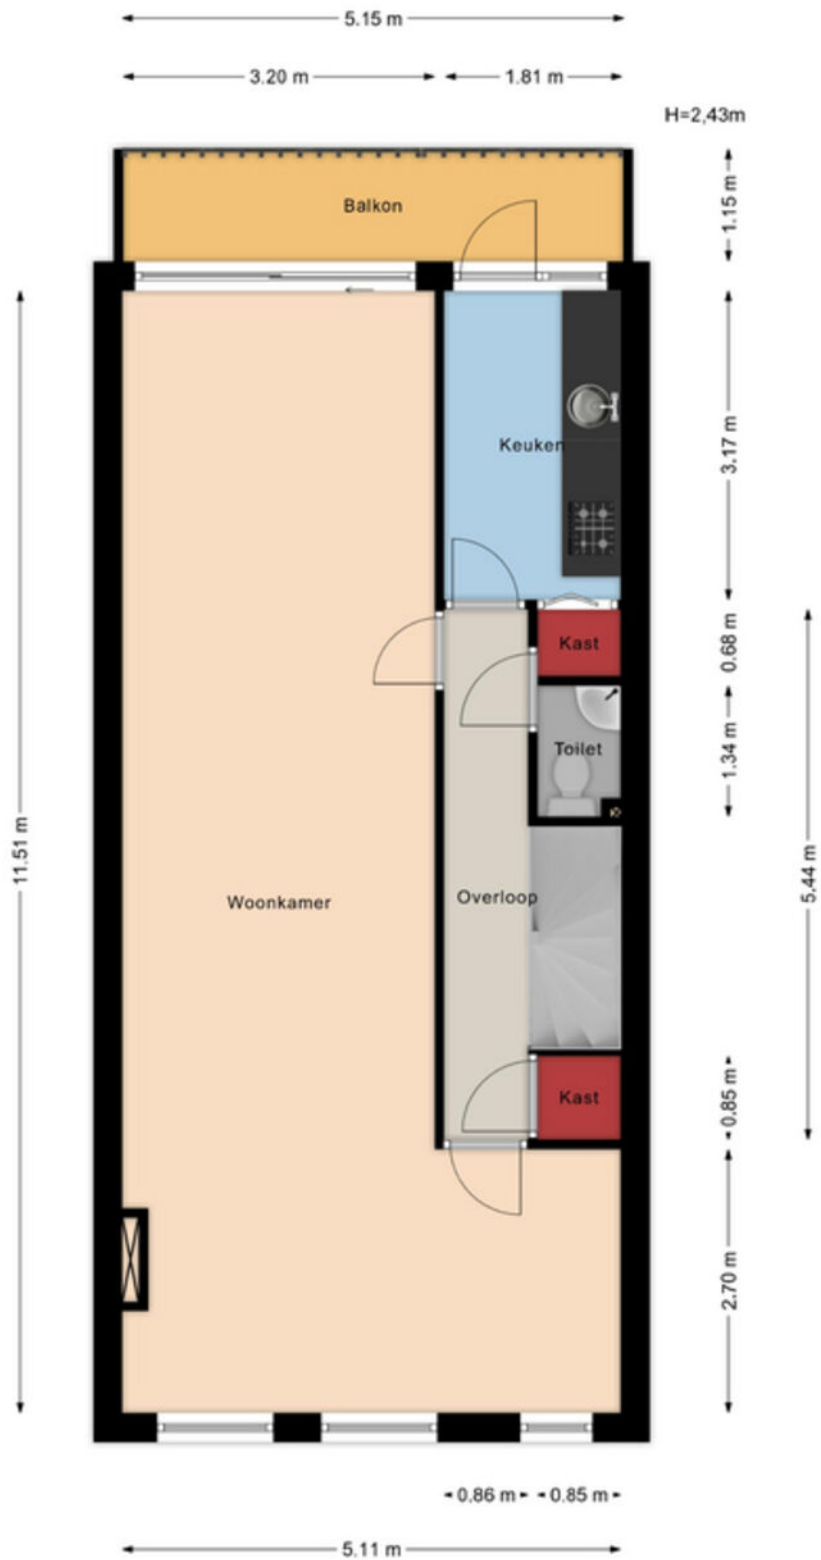 5.15 m
3.20 m
1.81 m
H=2,43m
Balkon
1.15 m
Keuken
3.17 m
Kast
0.68 m
Toilet
1.34 m
11.51 m
Woonkamer
Overloop
5.44 m
Kast
0.85 m
2.70 m
0.86 m
0.85 m
5.11 m